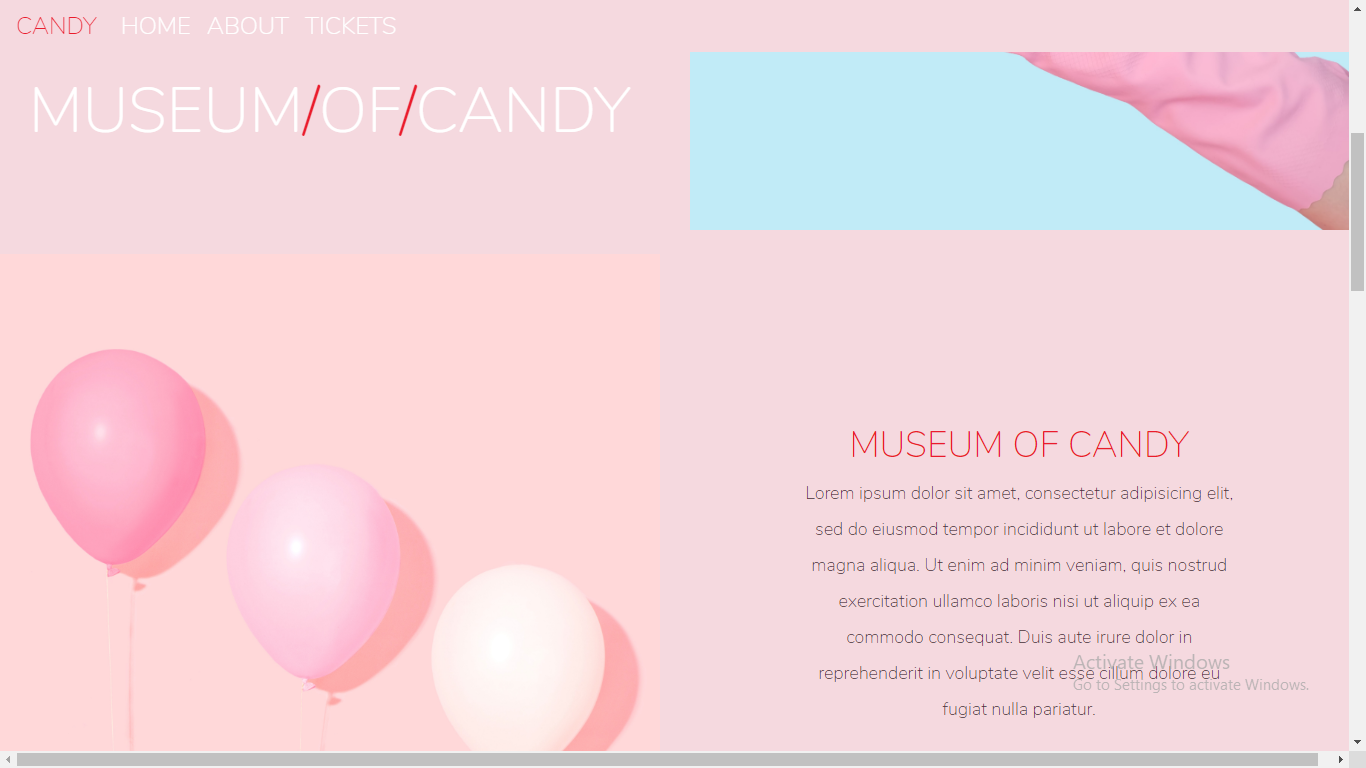 CANDY HOME ABOUT TICKETS
MUSEUM/OF/CANDY
MUSEUM OF CANDY
Lorem ipsum dolor sit amet, consectetur adipisicing elit,
sed do eiusmod tempor incididunt ut labore et dolore
magna aliqua. Ut enim ad minim veniam, quis nostrud
exercitation ullamco laboris nisi ut aliquip ex ea
commodo consequat. Duis aute irure dolor in
reprehenderit in voluptate velit esse cillum dolore eu
fugiat nulla pariatur.
Activate Windows
Go to Settings to activate Windows.